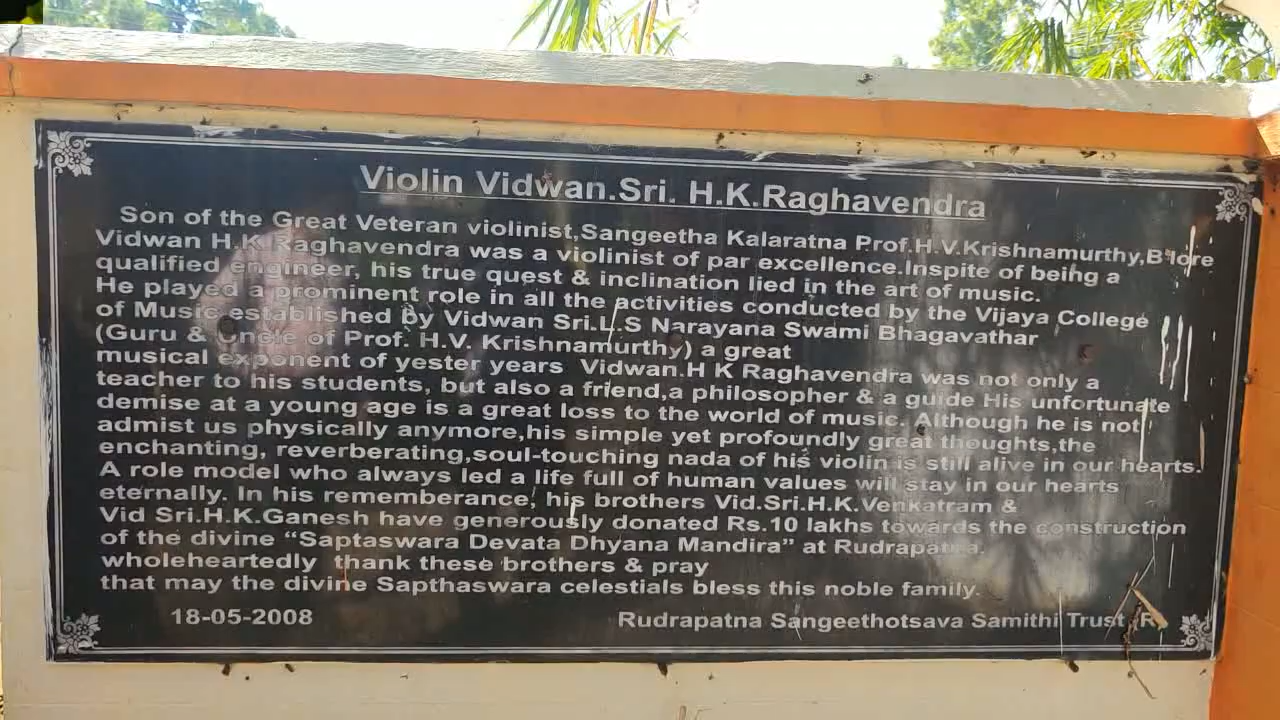 Violin Vidwan.Sri. H.K.Raghavendra
Son of the Great Veteran violinist,Sangeetha Kalaratna Prof.H.V.Krishnamurthy,B'lore
Vidwan H.K Raghavendra was a violinist of par excellence.Inspite of being a
qualified engineer, his true quest & inclination lied in the art of music.
He played a prominent role in all the activities conducted by the Vijaya College
of Music established by Vidwan Sri.L.S Narayana Swami Bhagavathar
(Guru & Uncle of Prof. H.V. Krishnamurthy) a great
musical exponent of yester years Vidwan.H K Raghavendra was not only a
teacher to his students, but also a friend,a philosopher & a guide His unfortunate
demise at a young age is a great loss to the world of music. Although he is not
admist us physically anymore,his simple yet profoundly great thoughts,the
enchanting, reverberating,soul-touching nada of his violin is still alive in our hearts.
A role model who always led a life full of human values will stay in our hearts
eternally. In his rememberance, his brothers Vid.Sri.H.K.Venkatram &
Vid Sri.H.K.Ganesh have generously donated Rs.10 lakhs towards the construction
of the divine “Saptaswara Devata Dhyana Mandira” at Rudrapatna.
wholeheartedly thank these brothers & pray
that may the divine Sapthaswara celestials bless this noble family.
18-05-2008 Rudrapatna Sangeethotsava Samithi Trust (R)